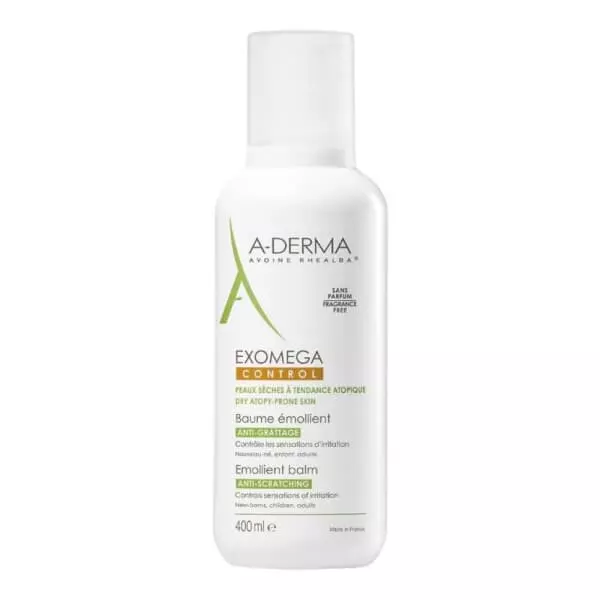 A-DERMA
AVOINE RHEALBA®
SANS
PARFUM
FRAGRANCE
FREE
EXOMEGA
CONTROL
PEAUX SÈCHES À TENDANCE ATOPIQUE
DRY ATOPY-PRONE SKIN
Baume émollient
ANTI-GRATTAGE
Contrôle les sensations d'irritation
Nouveau-né, enfant, adulte
Emollient balm
ANTI-SCRATCHING
Controls sensations of irritation
New-borns, children, adults
400 ml e
Made in France